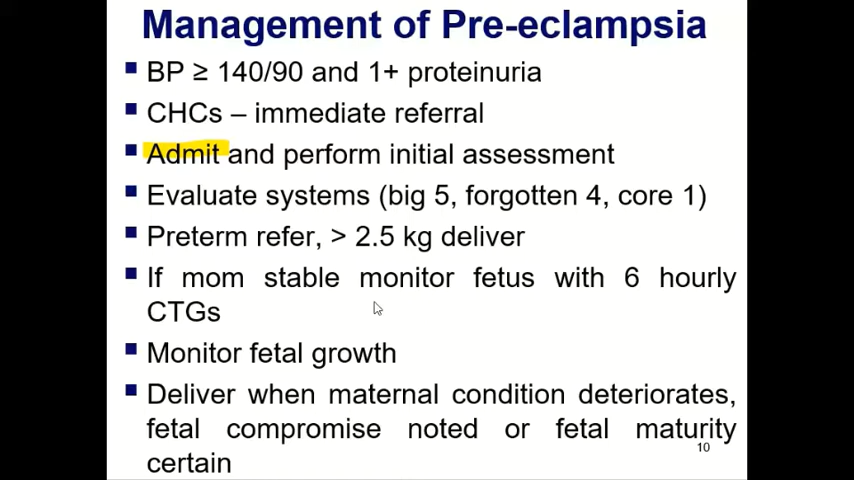 Management of Pre-eclampsia
BP ≥ 140/90 and 1+ proteinuria
CHCs – immediate referral
Admit and perform initial assessment
Evaluate systems (big 5, forgotten 4, core 1)
Preterm refer, > 2.5 kg deliver
If mom stable monitor fetus with 6 hourly
CTGs
Monitor fetal growth
Deliver when maternal condition deteriorates,
fetal compromise noted or fetal maturity
certain
10